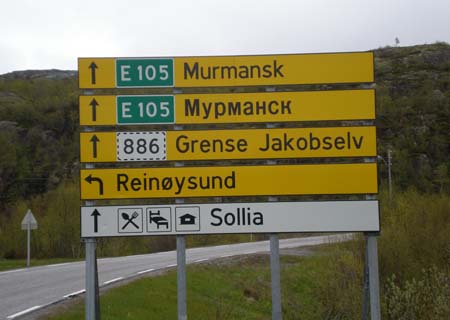 E 105 Murmansk
E 105 Мурманск
886 Grense Jakobselv
Reinøysund
Sollia